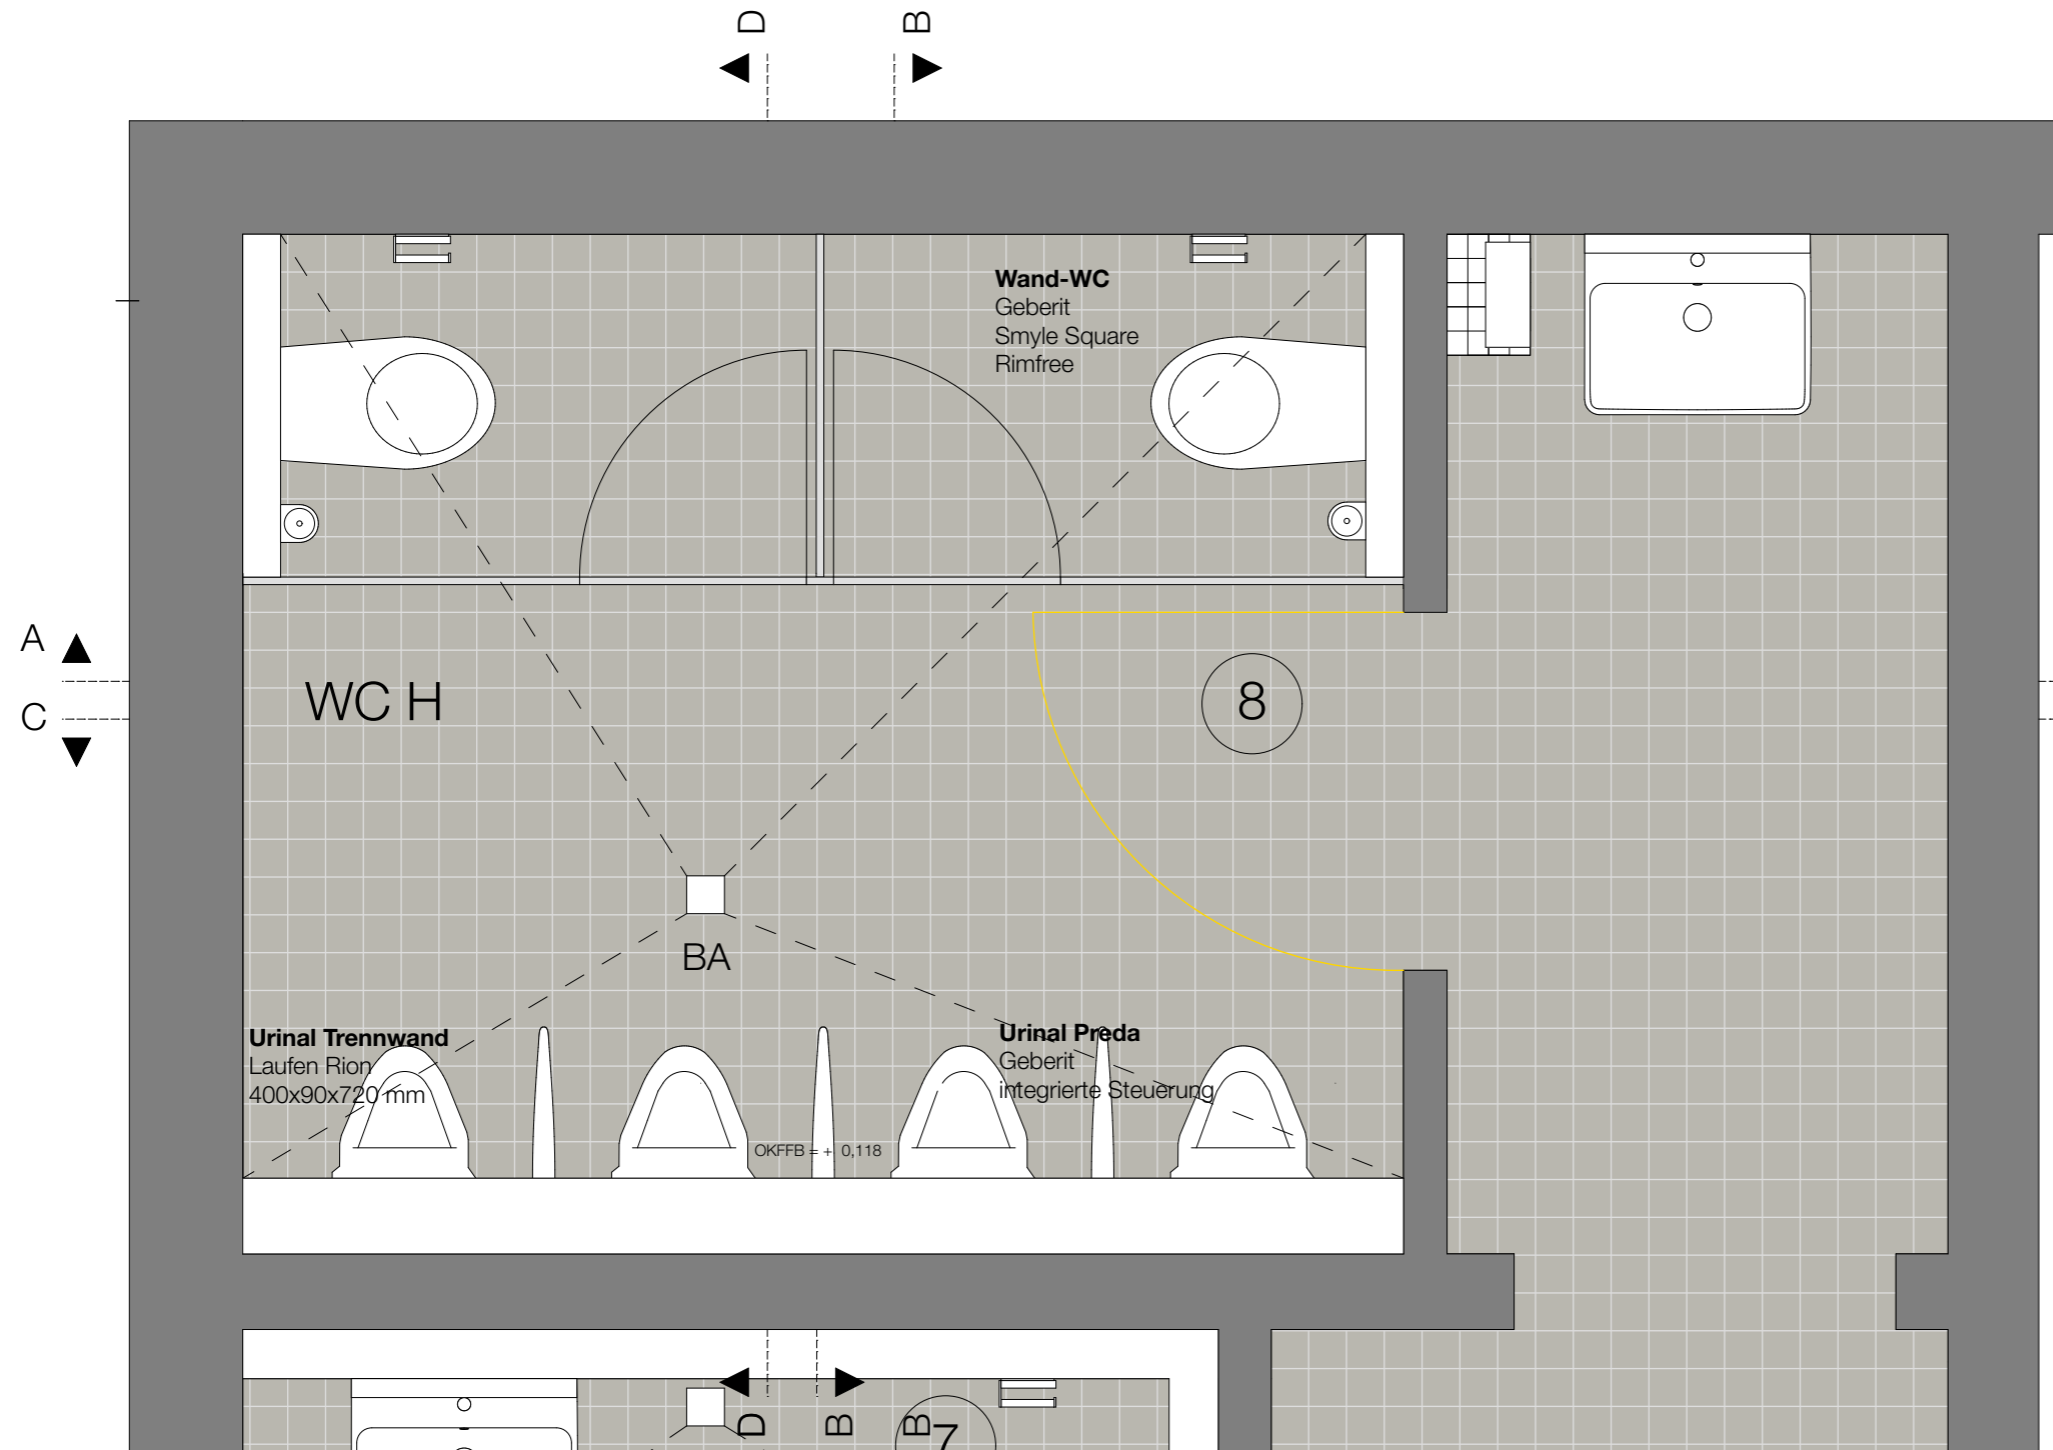 D
B
Wand-WC
Geberit
Smyle Square
Rimfree
A
C
WC H
8
BA
Urinal Trennwand
Laufen Rion
400x90x720 mm
Urinal Preda
Geberit
integrierte Steuerung
OKFFB = + 0,118
D
B
B
7